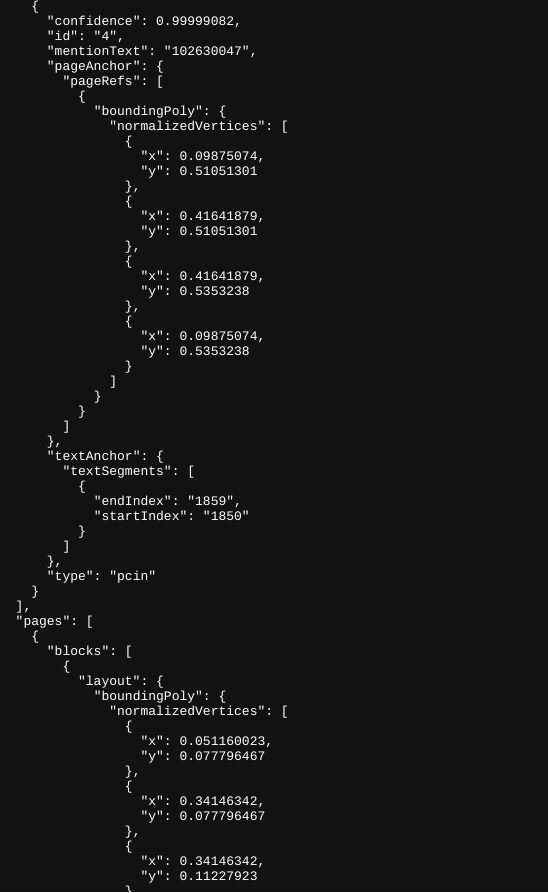 {
"confidence": 0.99999082,
"id": "4",
"mentionText": "102630047",
"pageAnchor": {
"pageRefs": [
{
"boundingPoly": {
"normalizedVertices": [
{
"x": 0.09875074,
"y": 0.51051301
},
{
"x": 0.41641879,
"y": 0.51051301
},
{
"x": 0.41641879,
"y": 0.5353238
},
{
"x": 0.09875074,
"y": 0.5353238
}
]
}
}
]
},
"textAnchor": {
"textSegments": [
{
"endIndex": "1859",
"startIndex": "1850"
}
]
},
"type": "pcin"
}
],
"pages": [
{
"blocks": [
{
"layout": {
"boundingPoly": {
"normalizedVertices": [
{
"x": 0.051160023,
"y": 0.077796467
},
{
"x": 0.34146342,
"y": 0.077796467
},
{
"x": 0.34146342,
"y": 0.11227923
},